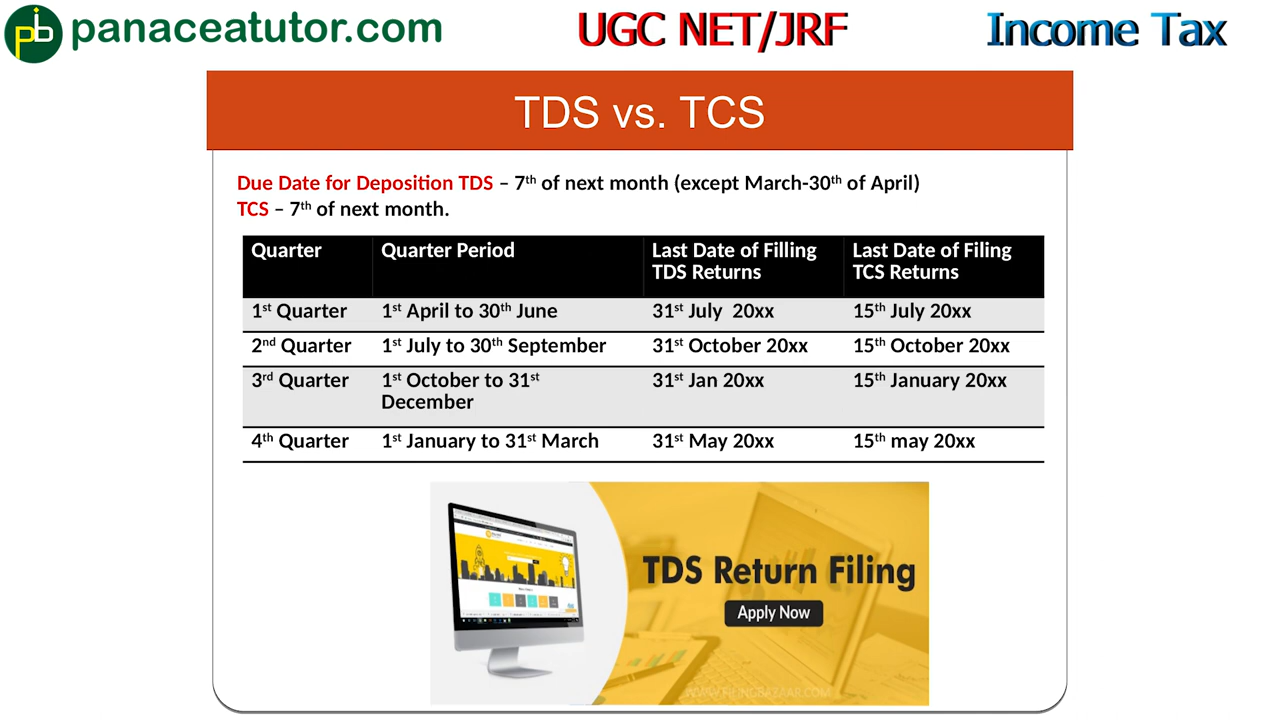 panaceatutor.com
UGC NET/JRF
Income Tax
TDS vs. TCS
Due Date for Deposition TDS – 7th of next month (except March-30th of April)
TCS – 7th of next month.
Quarter Quarter Period Last Date of Filling TDS Returns Last Date of Filing TCS Returns
1st Quarter 1st April to 30th June 31st July 20xx 15th July 20xx
2nd Quarter 1st July to 30th September 31st October 20xx 15th October 20xx
3rd Quarter 1st October to 31st December 31st Jan 20xx 15th January 20xx
4th Quarter 1st January to 31st March 31st May 20xx 15th may 20xx
TDS Return Filing
Apply Now
WWW.FILINGBAZAAR.COM